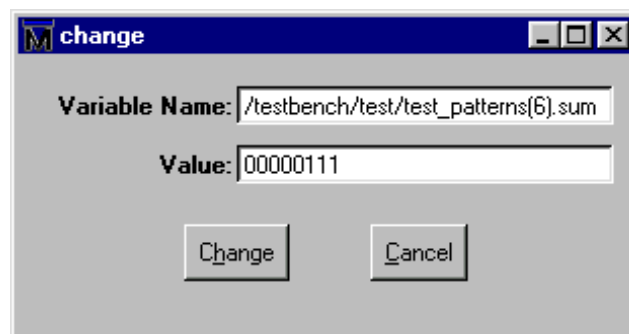 change
Variable Name: /testbench/test/test_patterns(6).sum
Value: 00000111
Change Cancel